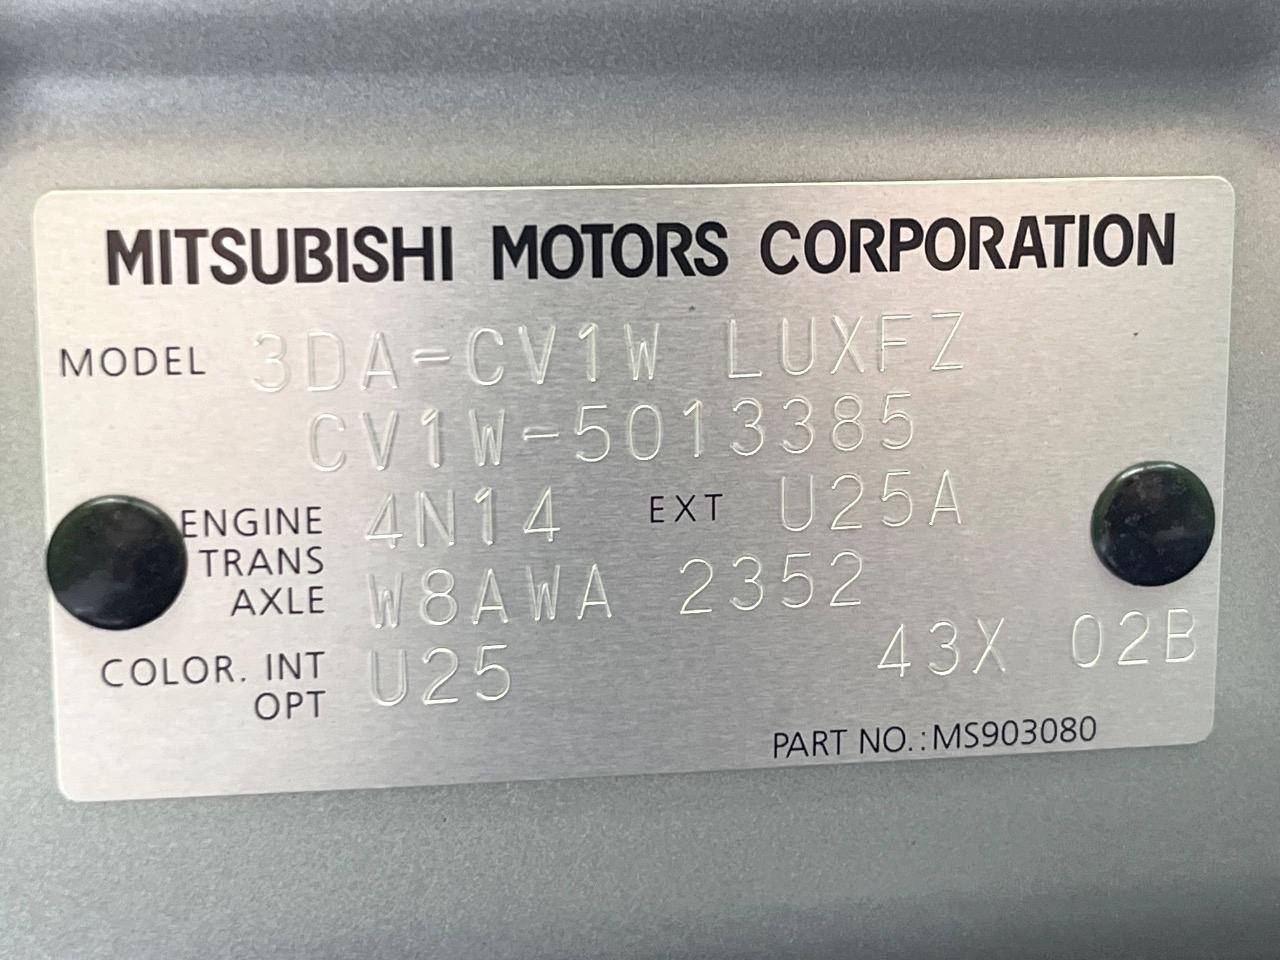 MITSUBISHI MOTORS CORPORATION
MODEL 3DA-CV1W LUXFZ
CV1W-5013385
ENGINE 4N14 EXT U25A
TRANS
AXLE W8AWA 2352
COLOR. INT U25 43X 02B
OPT
PART NO.:MS903080